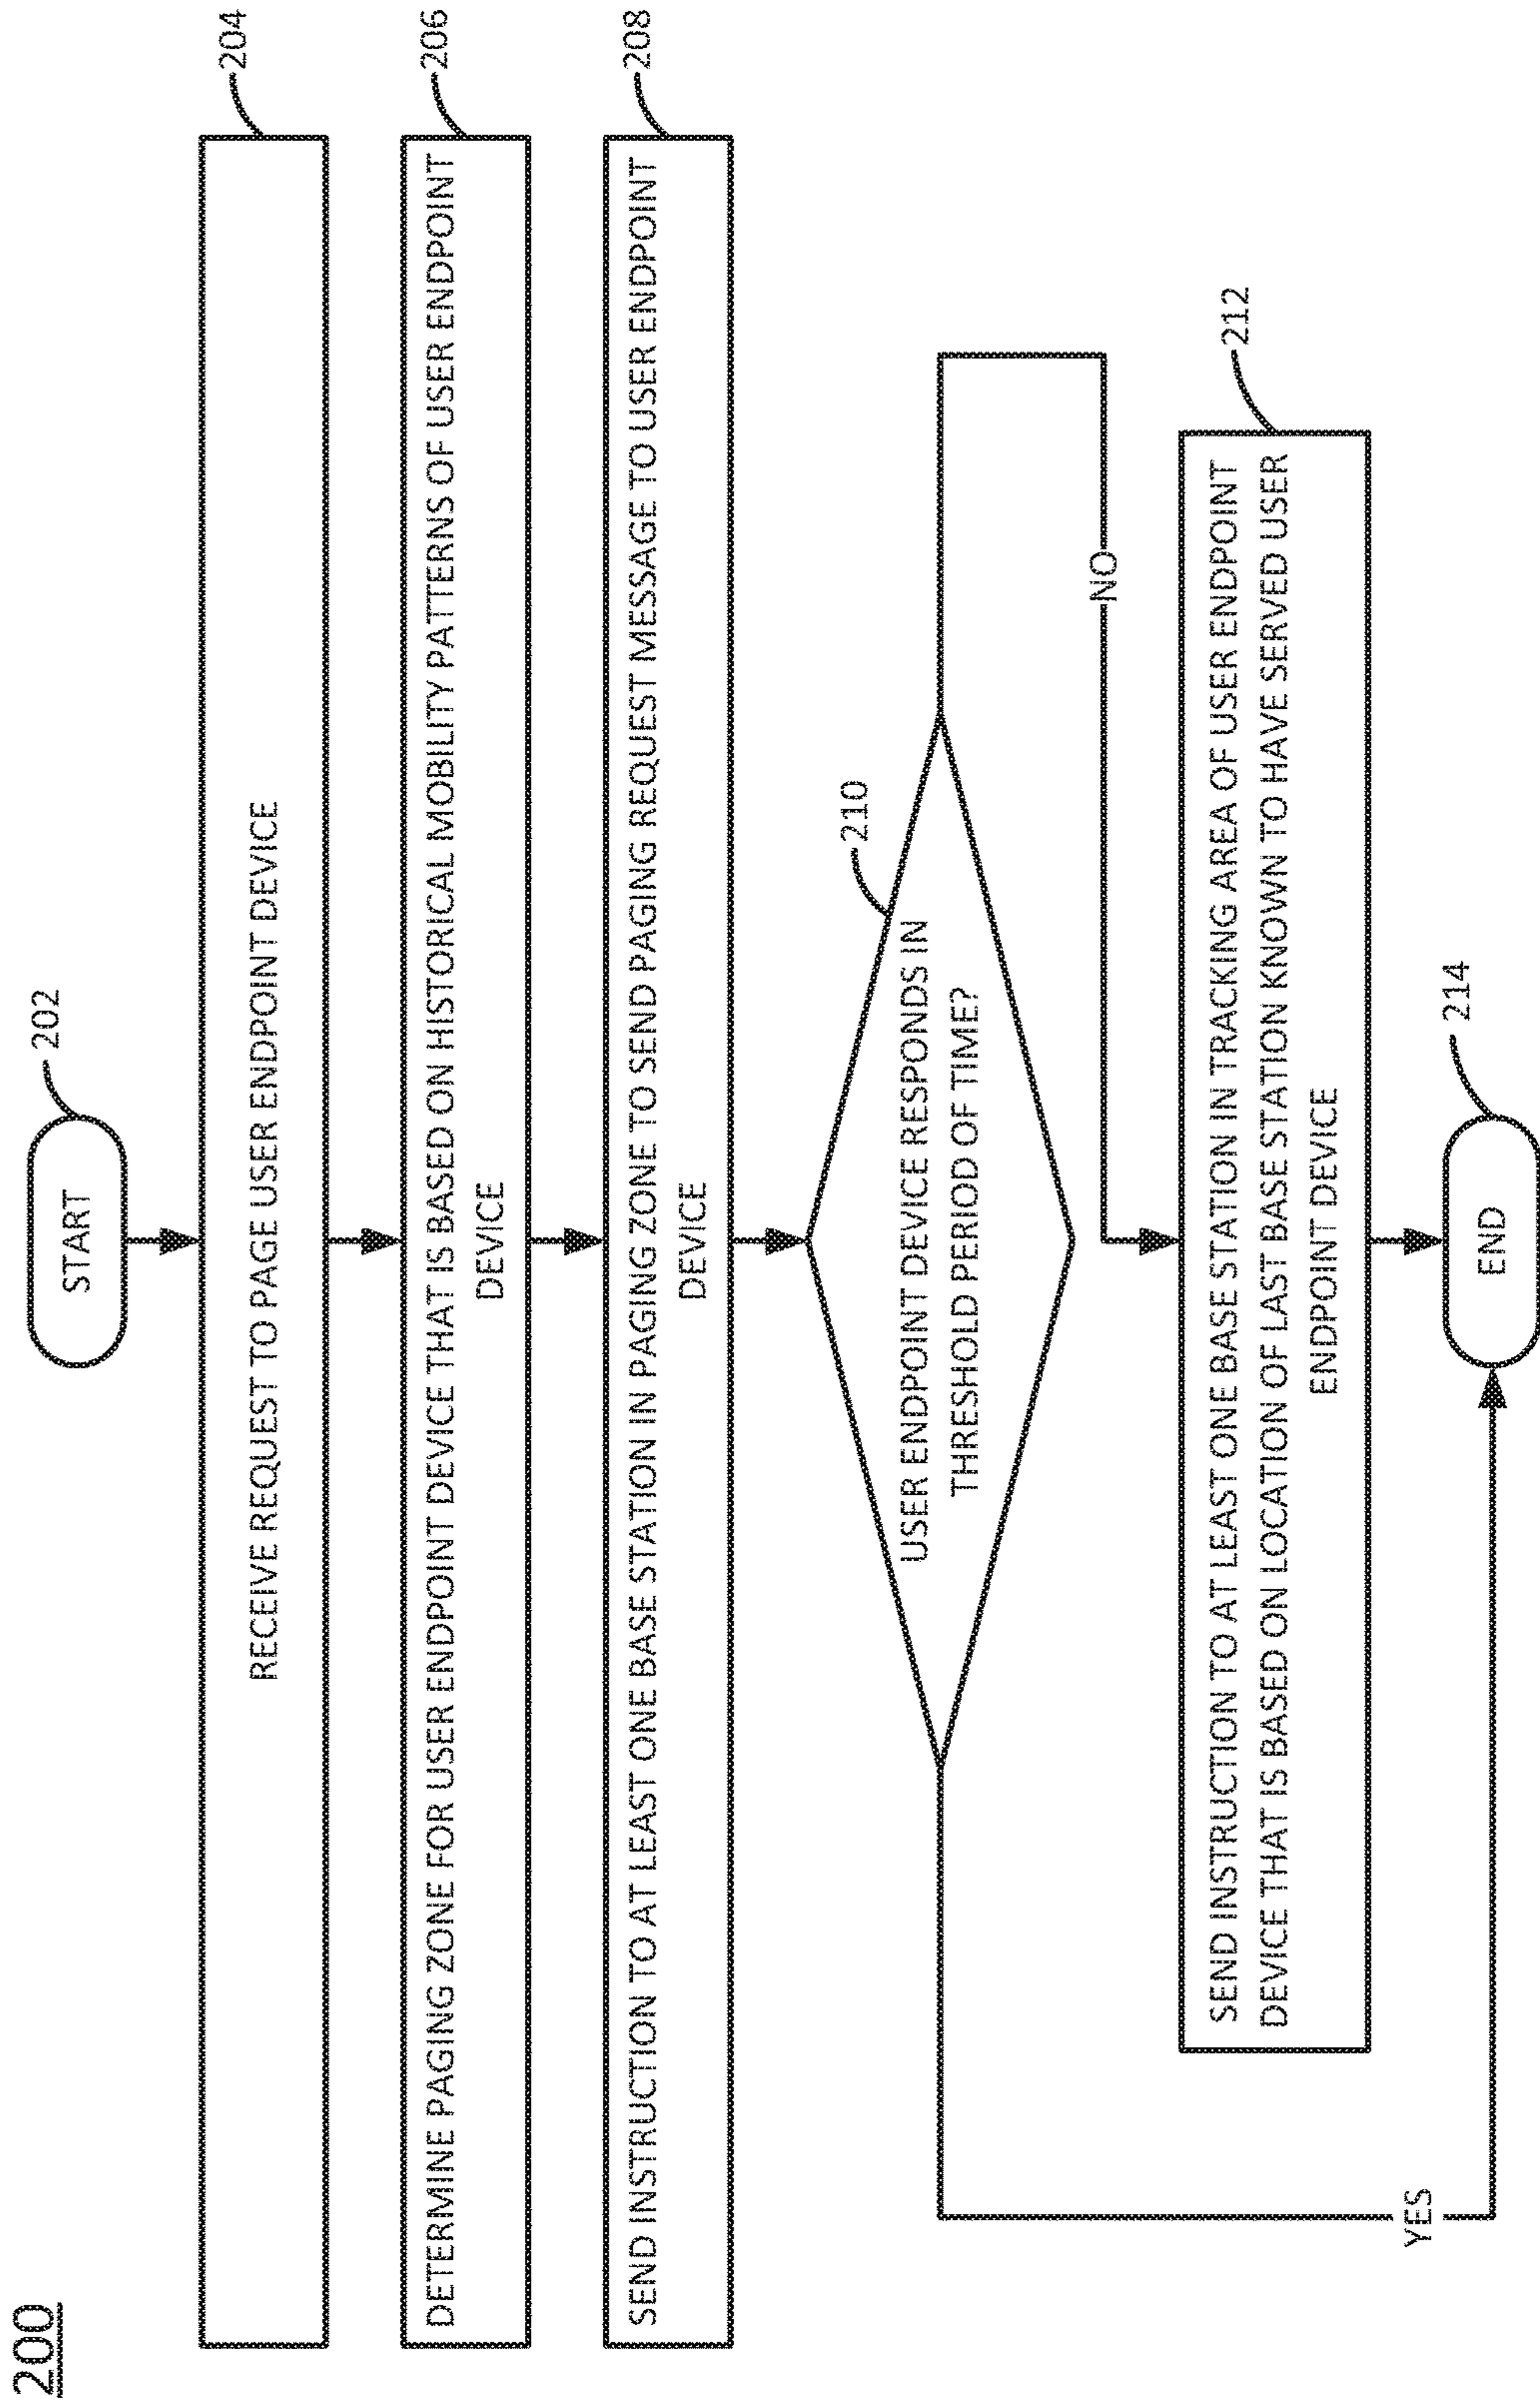 200
START
202
RECEIVE REQUEST TO PAGE USER ENDPOINT DEVICE
204
DETERMINE PAGING ZONE FOR USER ENDPOINT DEVICE THAT IS BASED ON HISTORICAL MOBILITY PATTERNS OF USER ENDPOINT
DEVICE
206
SEND INSTRUCTION TO AT LEAST ONE BASE STATION IN PAGING ZONE TO SEND PAGING REQUEST MESSAGE TO USER ENDPOINT
DEVICE
208
USER ENDPOINT DEVICE RESPONDS IN
THRESHOLD PERIOD OF TIME?
210
NO
SEND INSTRUCTION TO AT LEAST ONE BASE STATION IN TRACKING AREA OF USER ENDPOINT
DEVICE THAT IS BASED ON LOCATION OF LAST BASE STATION KNOWN TO HAVE SERVED USER
ENDPOINT DEVICE
212
YES
END
214